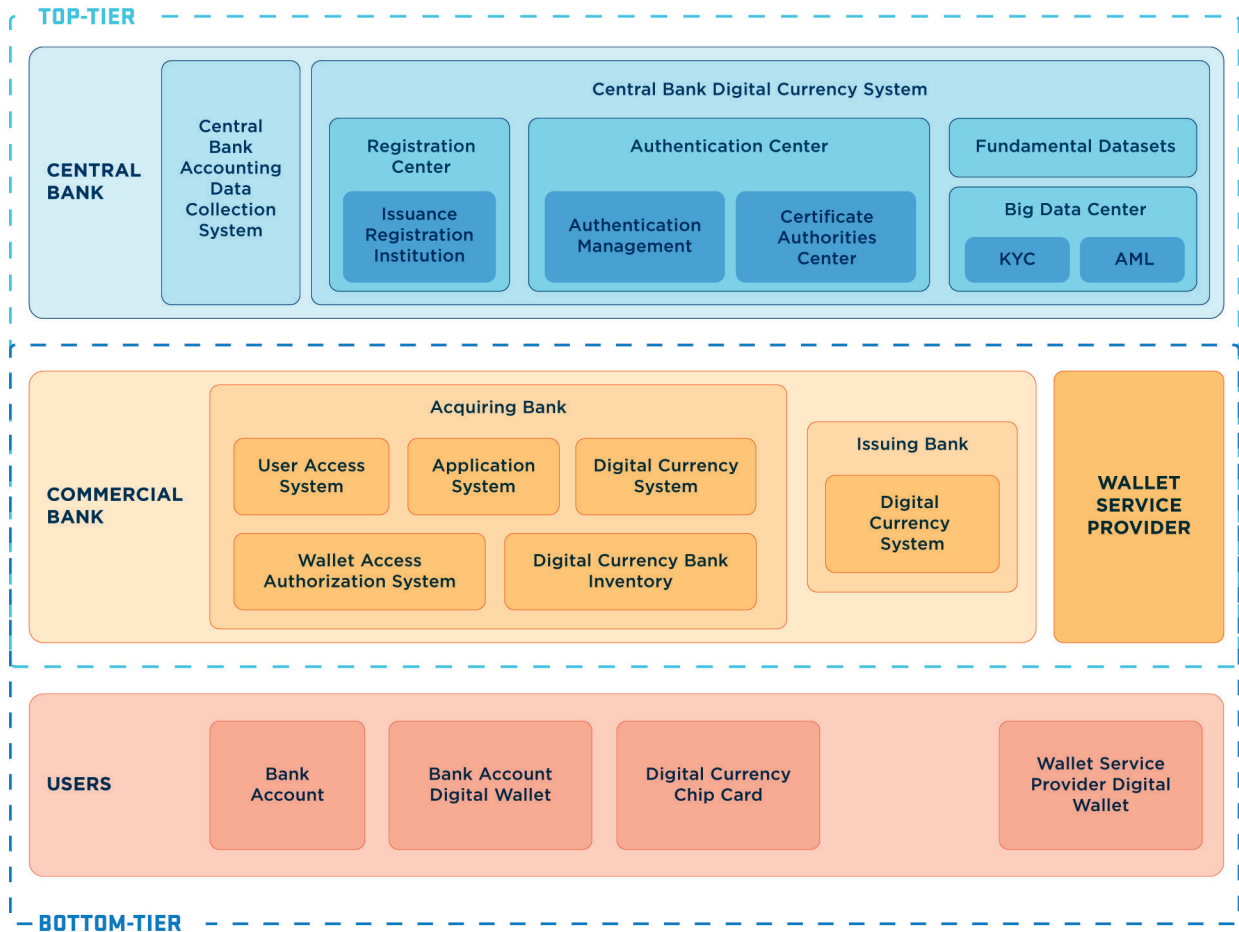 TOP-TIER
CENTRAL
BANK
Central
Bank
Accounting
Data
Collection
System
Central Bank Digital Currency System
Registration
Center
Issuance
Registration
Institution
Authentication Center
Authentication
Management
Certificate
Authorities
Center
Fundamental Datasets
Big Data Center
KYC
AML
COMMERCIAL
BANK
Acquiring Bank
User Access
System
Application
System
Digital Currency
System
Wallet Access
Authorization System
Digital Currency Bank
Inventory
Issuing Bank
Digital
Currency
System
WALLET
SERVICE
PROVIDER
USERS
Bank
Account
Bank Account
Digital Wallet
Digital Currency
Chip Card
Wallet Service
Provider Digital
Wallet
BOTTOM-TIER